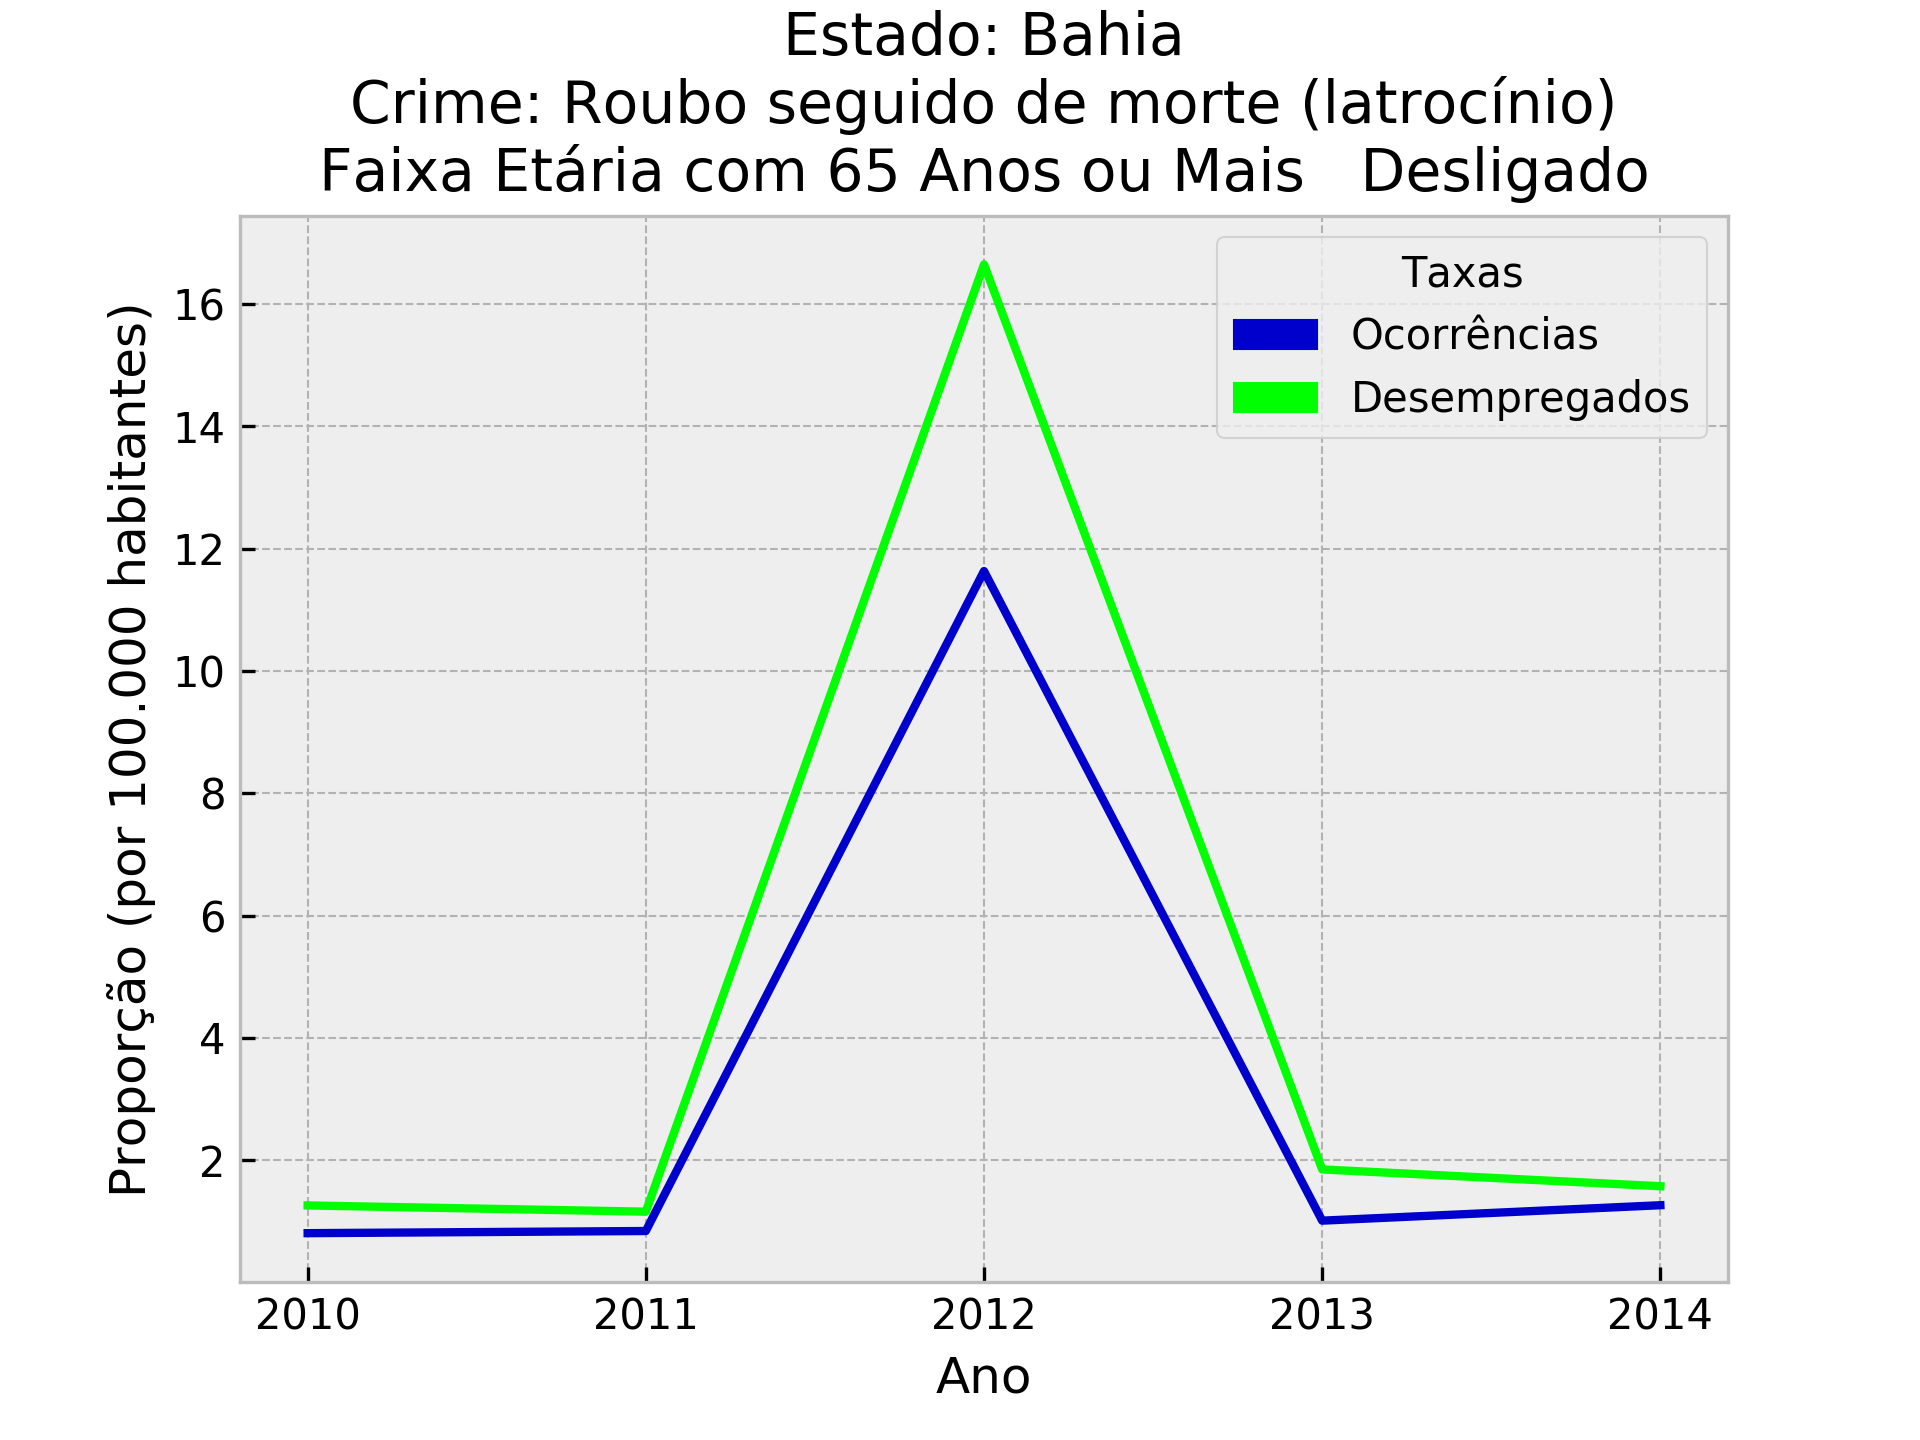 Estado: Bahia
Crime: Roubo seguido de morte (latrocínio)
Faixa Etária com 65 Anos ou Mais   Desligado
Proporção (por 100.000 habitantes)
16
14
12
10
8
6
4
2
Taxas
Ocorrências
Desempregados
2010 2011 2012 2013 2014
Ano